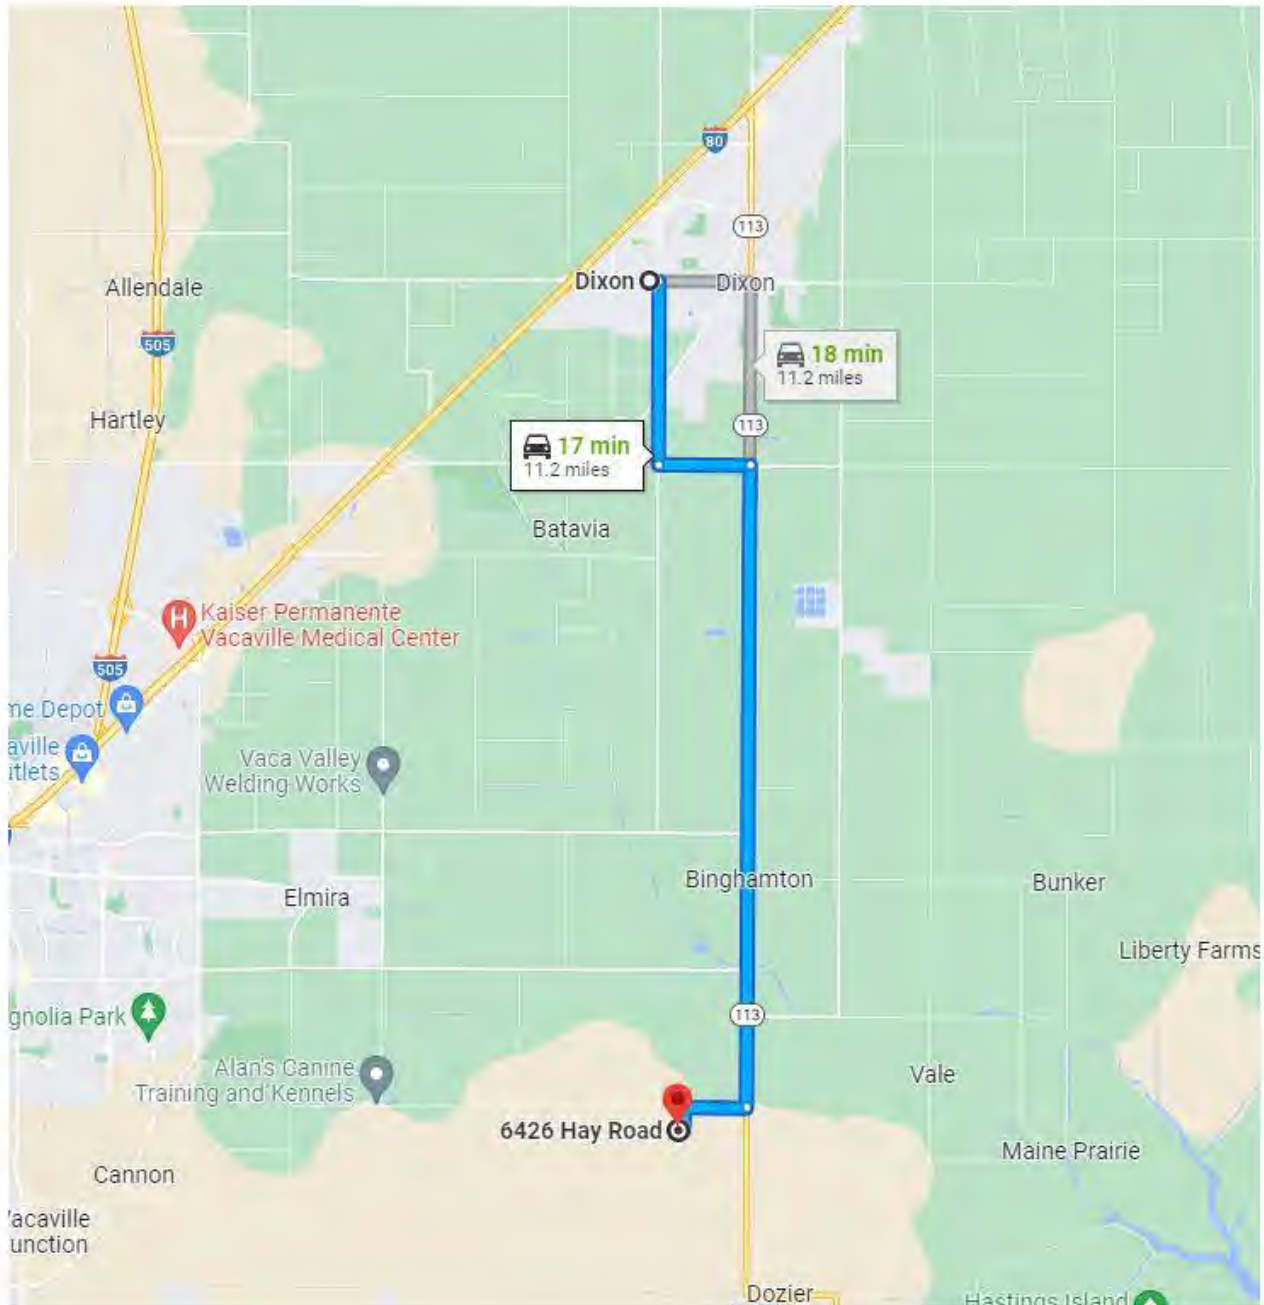 80
113
Dixon
Dixon
Allendale
505
18 min
11.2 miles
Hartley
113
17 min
11.2 miles
Batavia
Kaiser Permanente
Vacaville Medical Center
505
me Depot
aville
utlets
Vaca Valley
Welding Works
Binghamton
Bunker
Elmira
Liberty Farms
gnolia Park
113
Alan's Canine
Training and Kennels
Vale
6426 Hay Road
Maine Prairie
Cannon
acaville
unction
Dozier
Hastings Island